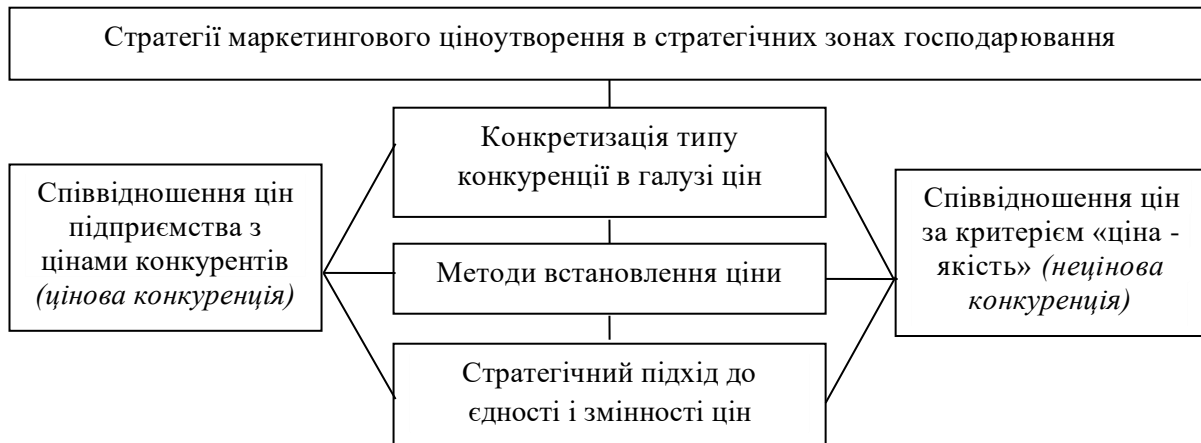 Стратегії маркетингового ціноутворення в стратегічних зонах господарювання
Конкретизація типу
конкуренції в галузі цін
Співвідношення цін
підприємства з
цінами конкурентів
(цінова конкуренція)
Методи встановлення ціни
Співвідношення цін
за критерієм «ціна -
якість» (нецінова
конкуренція)
Стратегічний підхід до
єдності і змінності цін